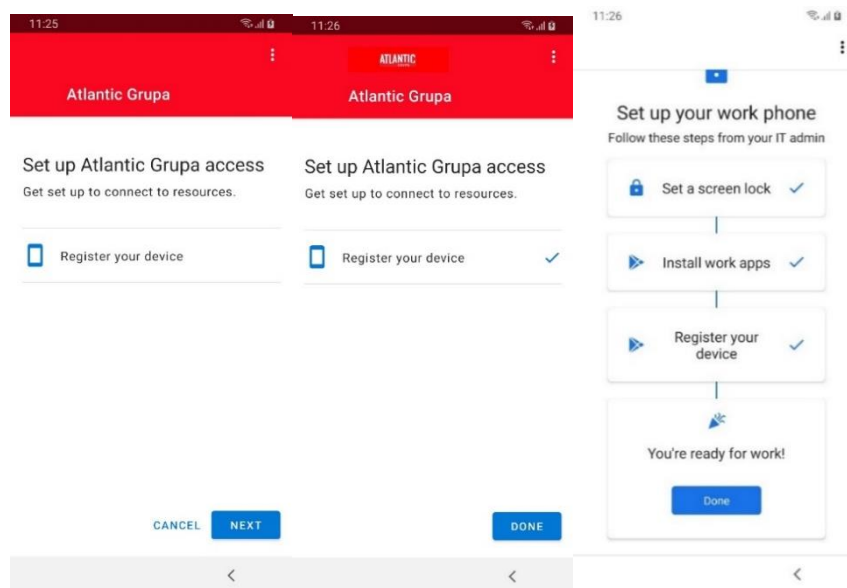 11:25
Atlantic Grupa
Set up Atlantic Grupa access
Get set up to connect to resources.
Register your device
CANCEL NEXT
11:26
ATLANTIC
Atlantic Grupa
Set up Atlantic Grupa access
Get set up to connect to resources.
Register your device
DONE
11:26
Set up your work phone
Follow these steps from your IT admin
Set a screen lock
Install work apps
Register your
device
You're ready for work!
Done